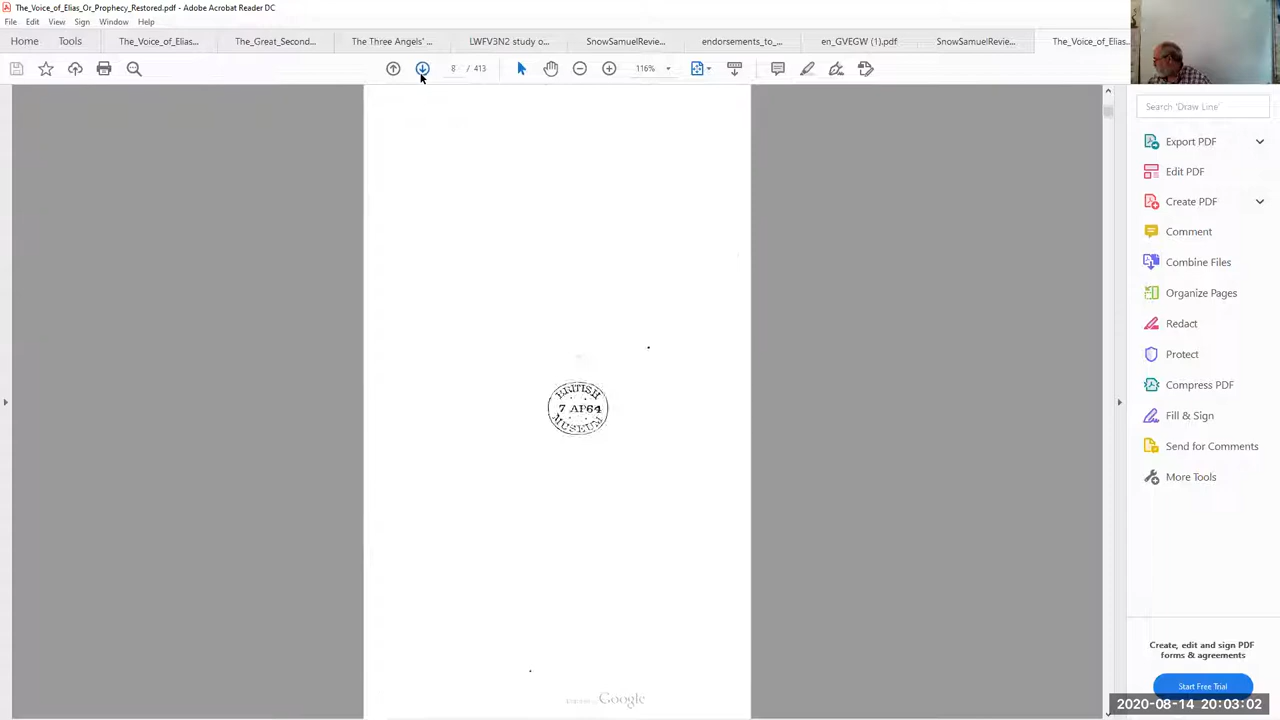 The_Voice_of_Elias_Or_Prophecy_Restored.pdf - Adobe Acrobat Reader DC
File Edit View Sign Window Help
Home Tools The_Voice_of_Elias... The_Great_Second... The Three Angels' ... LWFV3N2 study o... SnowSamuelRevie... endorsements_to_... en_GVEGW (1).pdf SnowSamuelRevie... The_Voice_of_Elias...
8 / 413 116%
Search 'Draw Line'
Export PDF
Edit PDF
Create PDF
Comment
Combine Files
Organize Pages
Redact
Protect
Compress PDF
Fill & Sign
Send for Comments
More Tools
BRITISH
7 AP64
MUSEUM
Google
Create, edit and sign PDF
forms & agreements
Start Free Trial
2020-08-14 20:03:02